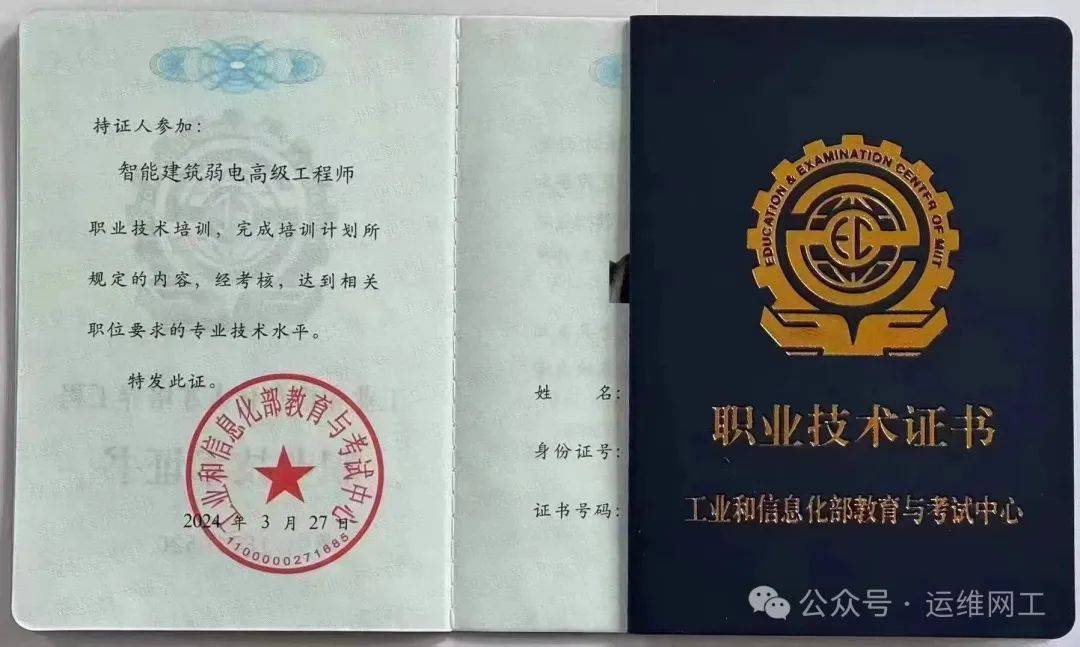 持证人参加：
智能建筑弱电高级工程师
职业技术培训，完成培训计划所
规定的内容，经考核，达到相关
职位要求的专业技术水平。
特发此证。
工业和信息化部教育与考试中心
2024 年 3 月 27 日
1100000271685
姓 名：
身份证号：
证书号码：
EDUCATION & EXAMINATION CENTER OF MIIT
EC
职业技术证书
工业和信息化部教育与考试中心
公众号 · 运维网工